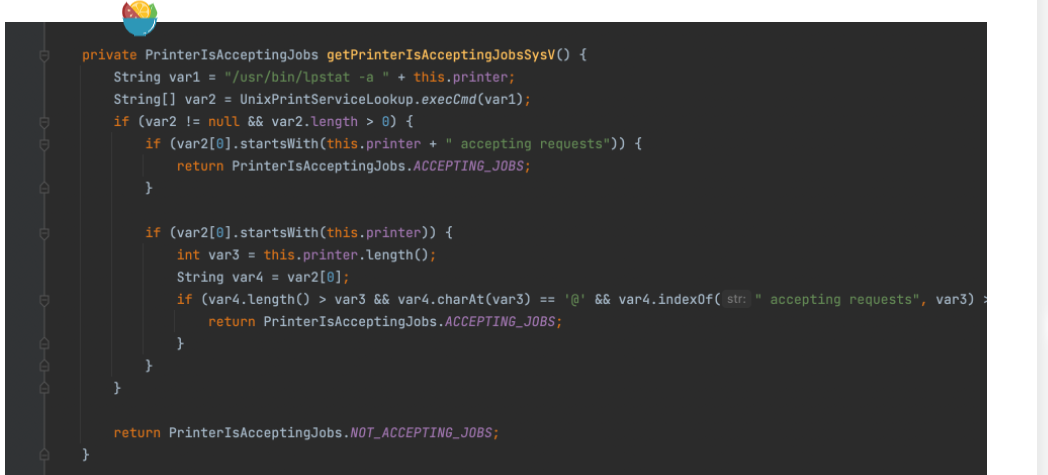 private PrinterIsAcceptingJobs getPrinterIsAcceptingJobsSysV() {
String var1 = "/usr/bin/lpstat -a " + this.printer;
String[] var2 = UnixPrintServiceLookup.execCmd(var1);
if (var2 != null && var2.length > 0) {
if (var2[0].startsWith(this.printer + " accepting requests")) {
return PrinterIsAcceptingJobs.ACCEPTING_JOBS;
}
if (var2[0].startsWith(this.printer)) {
int var3 = this.printer.length();
String var4 = var2[0];
if (var4.length() > var3 && var4.charAt(var3) == '@' && var4.indexOf( str: " accepting requests", var3) >
return PrinterIsAcceptingJobs.ACCEPTING_JOBS;
}
}
}
return PrinterIsAcceptingJobs.NOT_ACCEPTING_JOBS;
}